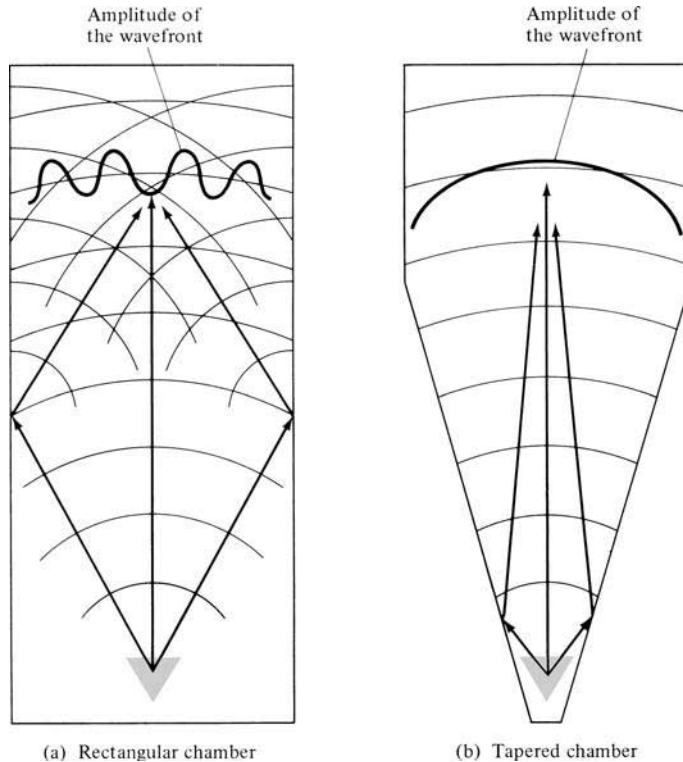 Amplitude of
the wavefront
Amplitude of
the wavefront
(a) Rectangular chamber
(b) Tapered chamber